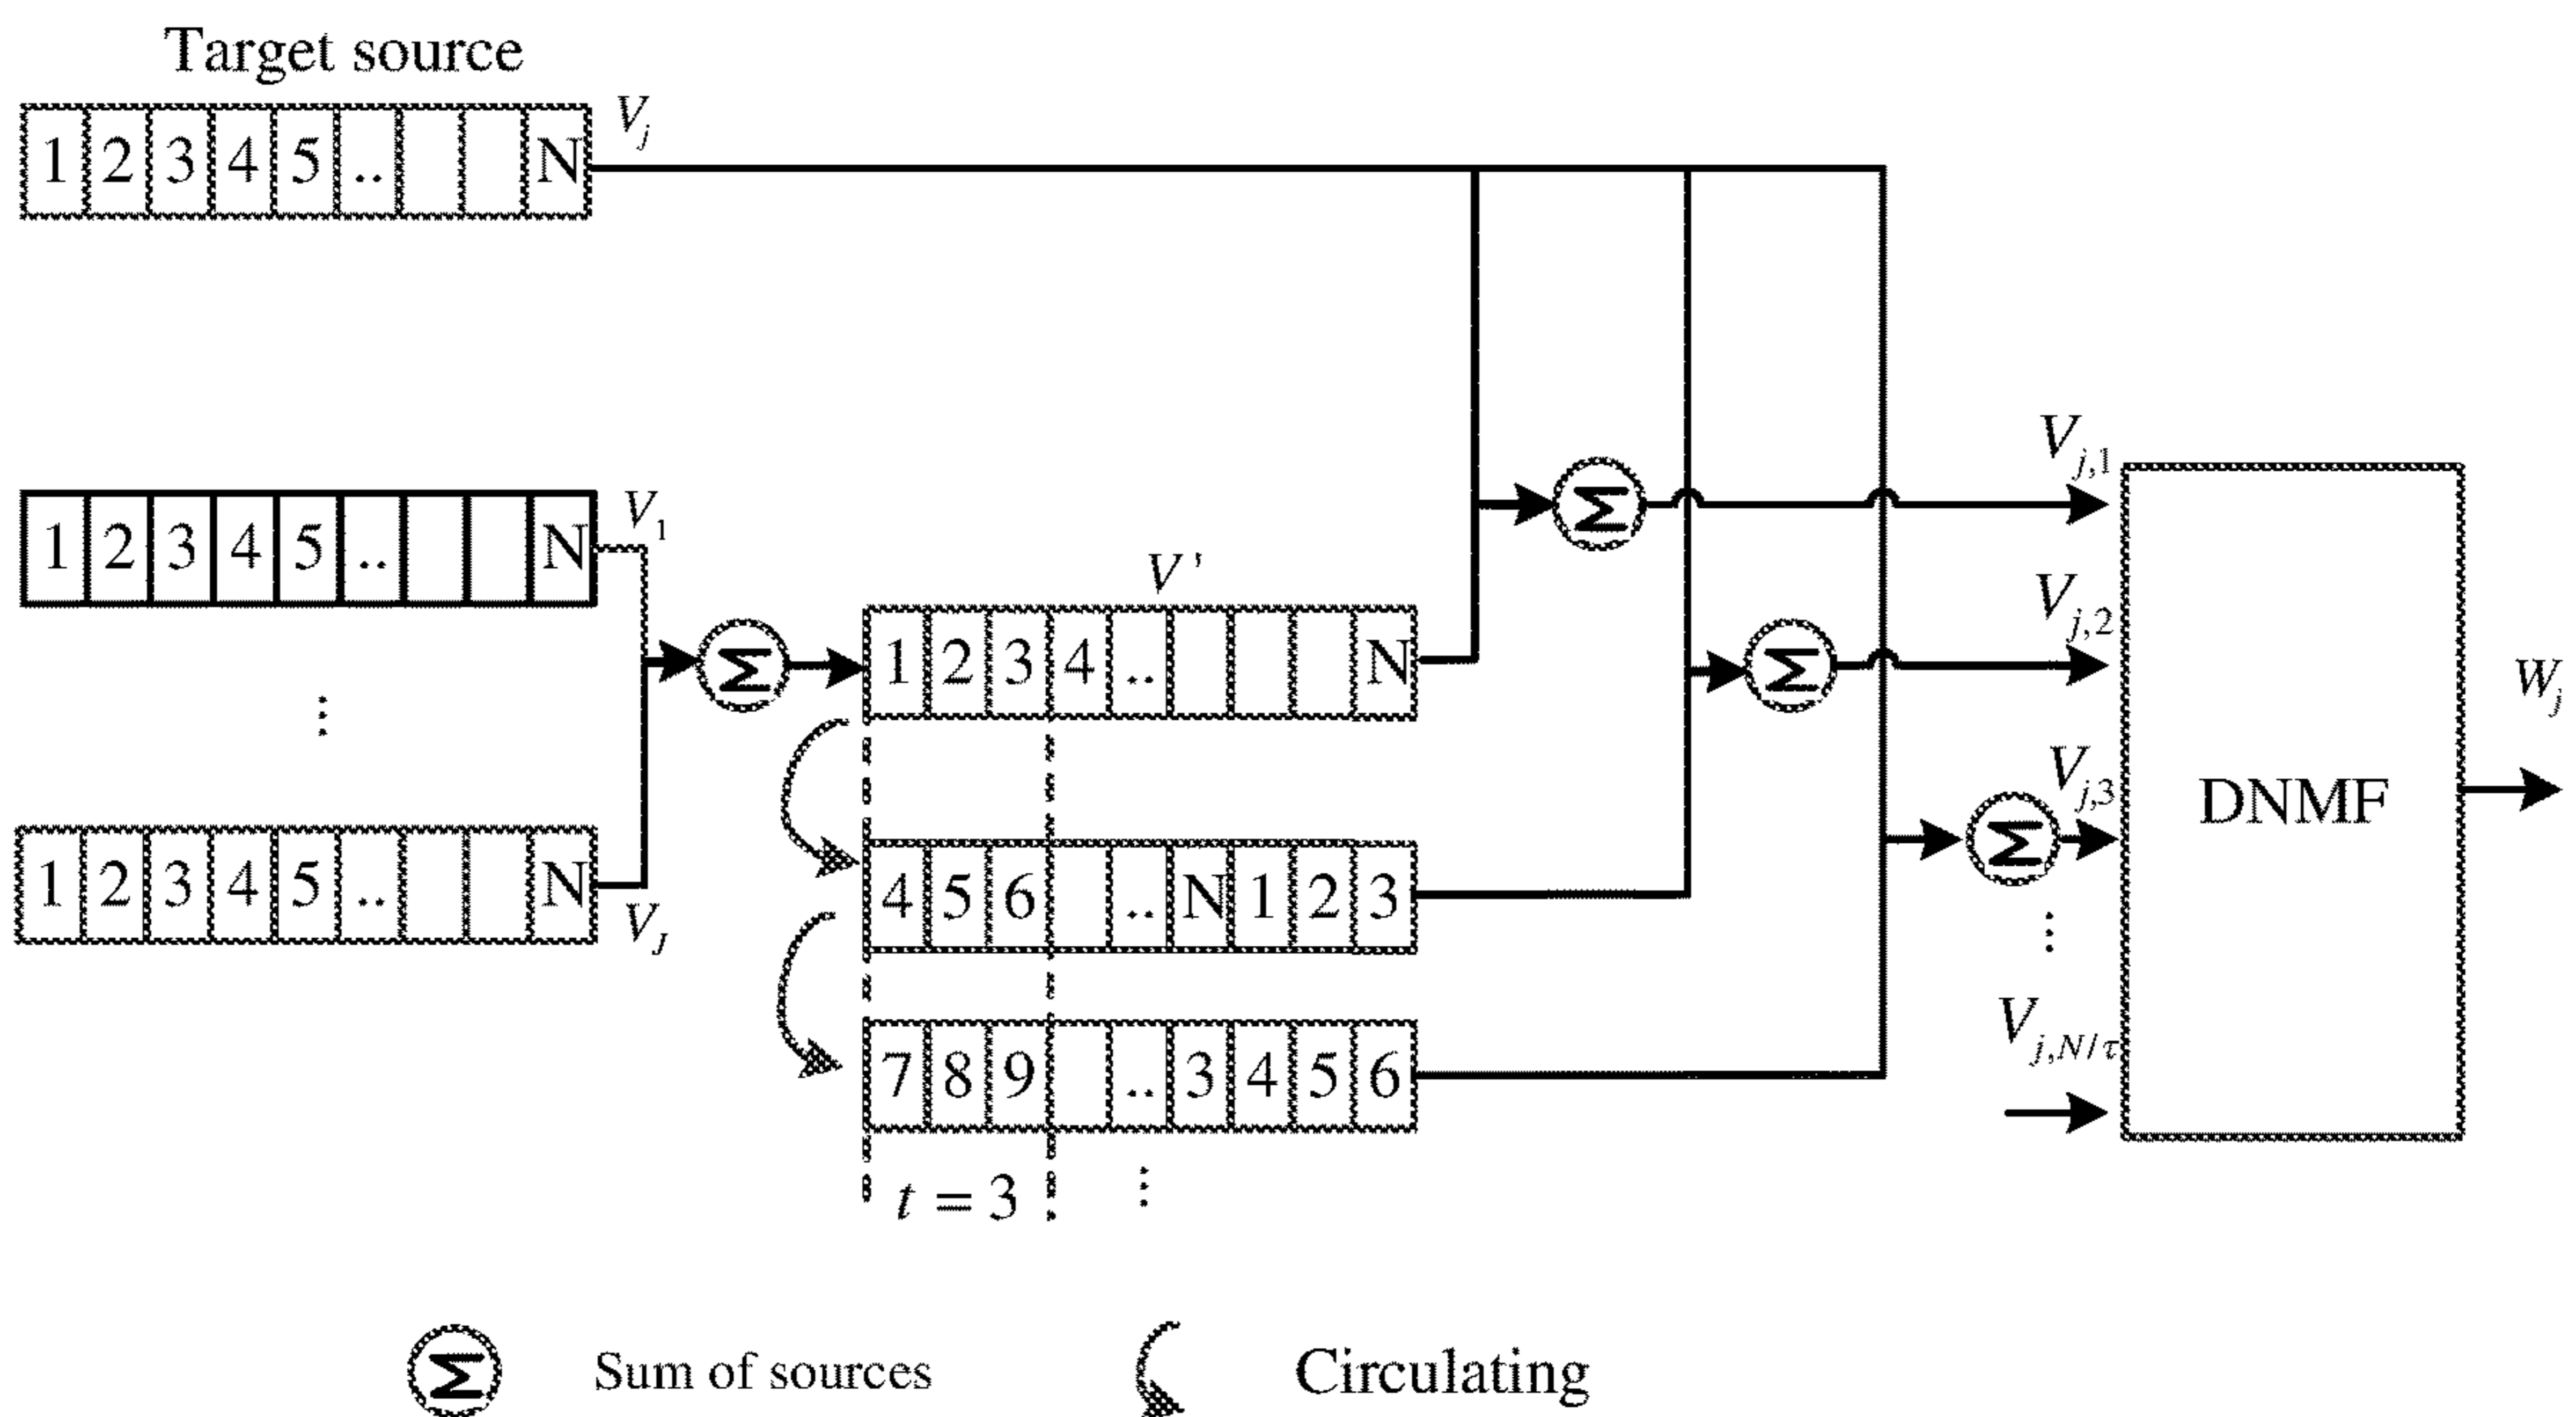 Target source
1 2 3 4 5 .. N
V_j
1 2 3 4 5 .. N
V_1
⋮
1 2 3 4 5 .. N
V_J
Σ
V'
1 2 3 4 .. N
4 5 6 .. N 1 2 3
7 8 9 .. 3 4 5 6
t = 3
⋮
Σ
V_{j,1}
Σ
V_{j,2}
Σ
V_{j,3}
⋮
V_{j,N/τ}
DNMF
W_j
Σ Sum of sources
Circulating